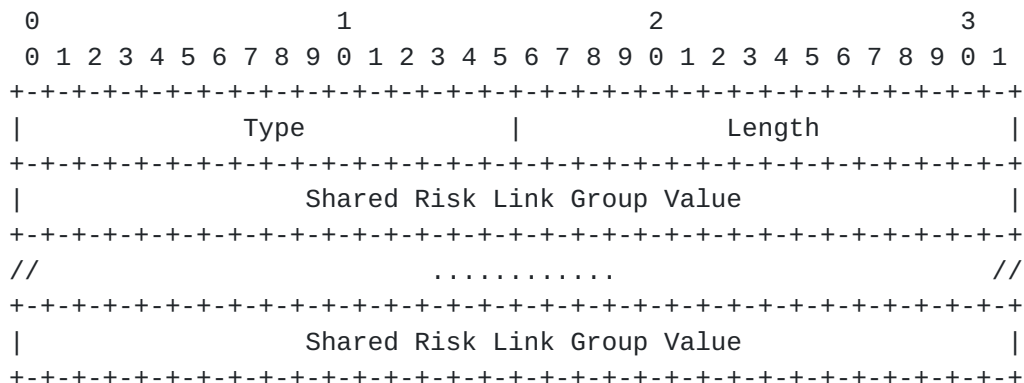 0                   1                   2                   3
 0 1 2 3 4 5 6 7 8 9 0 1 2 3 4 5 6 7 8 9 0 1 2 3 4 5 6 7 8 9 0 1
+-+-+-+-+-+-+-+-+-+-+-+-+-+-+-+-+-+-+-+-+-+-+-+-+-+-+-+-+-+-+-+-+
|              Type             |             Length            |
+-+-+-+-+-+-+-+-+-+-+-+-+-+-+-+-+-+-+-+-+-+-+-+-+-+-+-+-+-+-+-+-+
|                  Shared Risk Link Group Value                 |
+-+-+-+-+-+-+-+-+-+-+-+-+-+-+-+-+-+-+-+-+-+-+-+-+-+-+-+-+-+-+-+-+
//                         ............                        //
+-+-+-+-+-+-+-+-+-+-+-+-+-+-+-+-+-+-+-+-+-+-+-+-+-+-+-+-+-+-+-+-+
|                  Shared Risk Link Group Value                 |
+-+-+-+-+-+-+-+-+-+-+-+-+-+-+-+-+-+-+-+-+-+-+-+-+-+-+-+-+-+-+-+-+